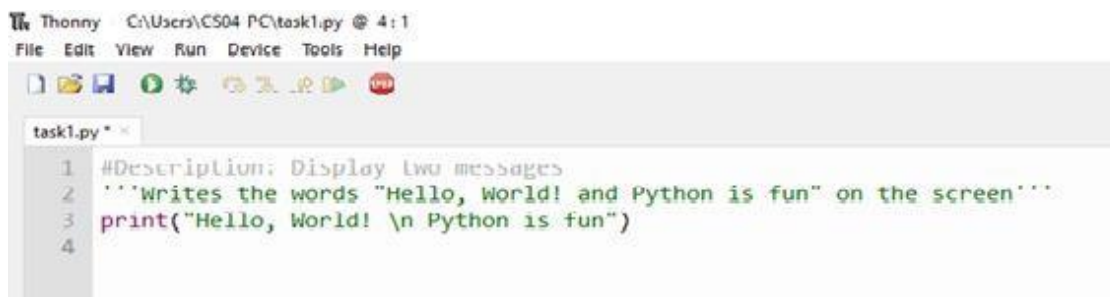 Thonny C:\Users\CS04 PC\task1.py @ 4:1
File Edit View Run Device Tools Help
STOP
task1.py *
1 #Description: Display two messages
2 '''Writes the words "Hello, World! and Python is fun" on the screen'''
3 print("Hello, World! \n Python is fun")
4